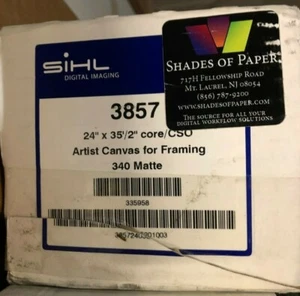 SiHL
DIGITAL IMAGING
3857
24" x 35'/2" core/CSO
Artist Canvas for Framing
340 Matte
335958
SHADES OF PAPER
717H FELLOWSHIP ROAD
MT. LAUREL, NJ 08054
(856) 787-9200
WWW.SHADESOFPAPER.COM
THE SOURCE FOR ALL YOUR
DIGITAL WORKFLOW SOLUTIONS